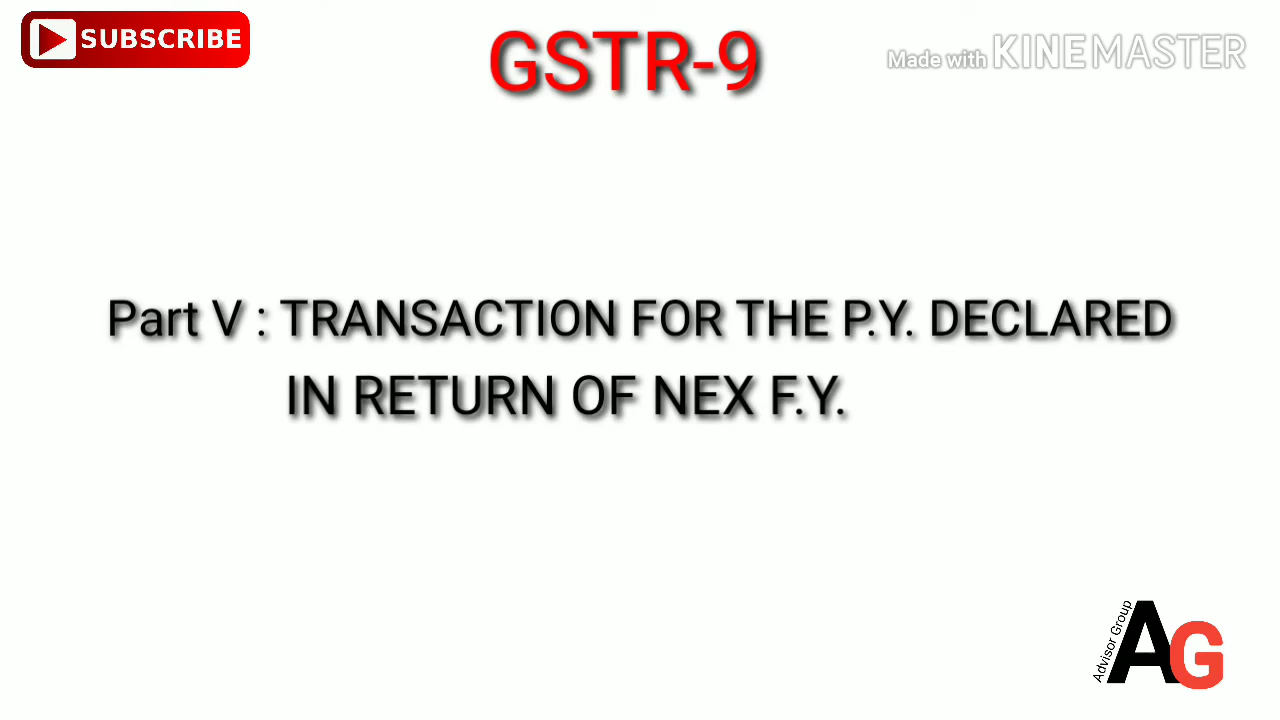 SUBSCRIBE
GSTR-9
Made with KINEMASTER
Part V : TRANSACTION FOR THE P.Y. DECLARED
IN RETURN OF NEX F.Y.
Advisor Group
AG